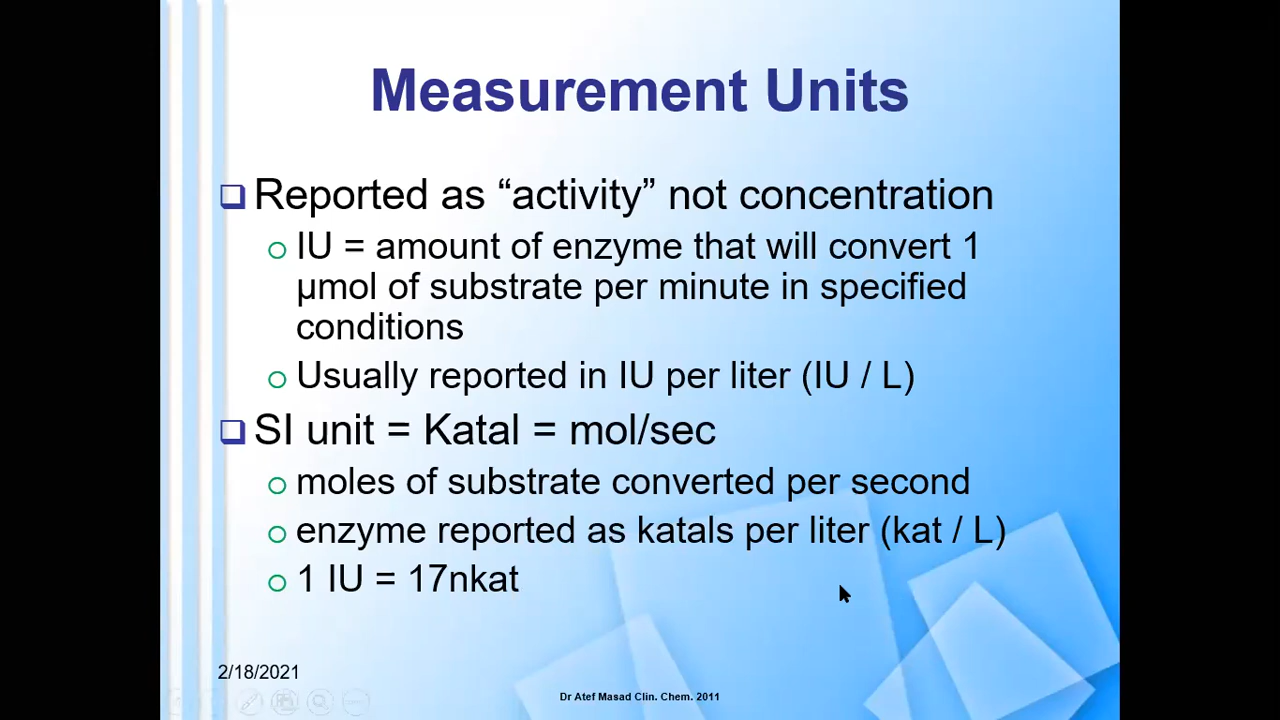 Measurement Units
Reported as “activity” not concentration
IU = amount of enzyme that will convert 1
µmol of substrate per minute in specified
conditions
Usually reported in IU per liter (IU / L)
SI unit = Katal = mol/sec
moles of substrate converted per second
enzyme reported as katals per liter (kat / L)
1 IU = 17nkat
2/18/2021
Dr Atef Masad Clin. Chem. 2011